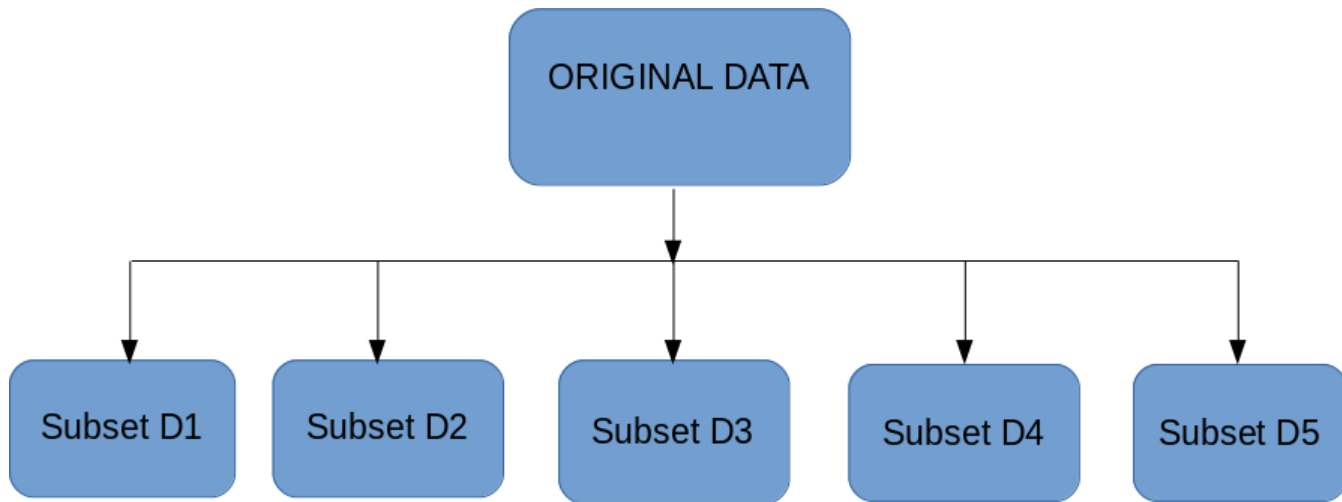 ORIGINAL DATA
Subset D1
Subset D2
Subset D3
Subset D4
Subset D5